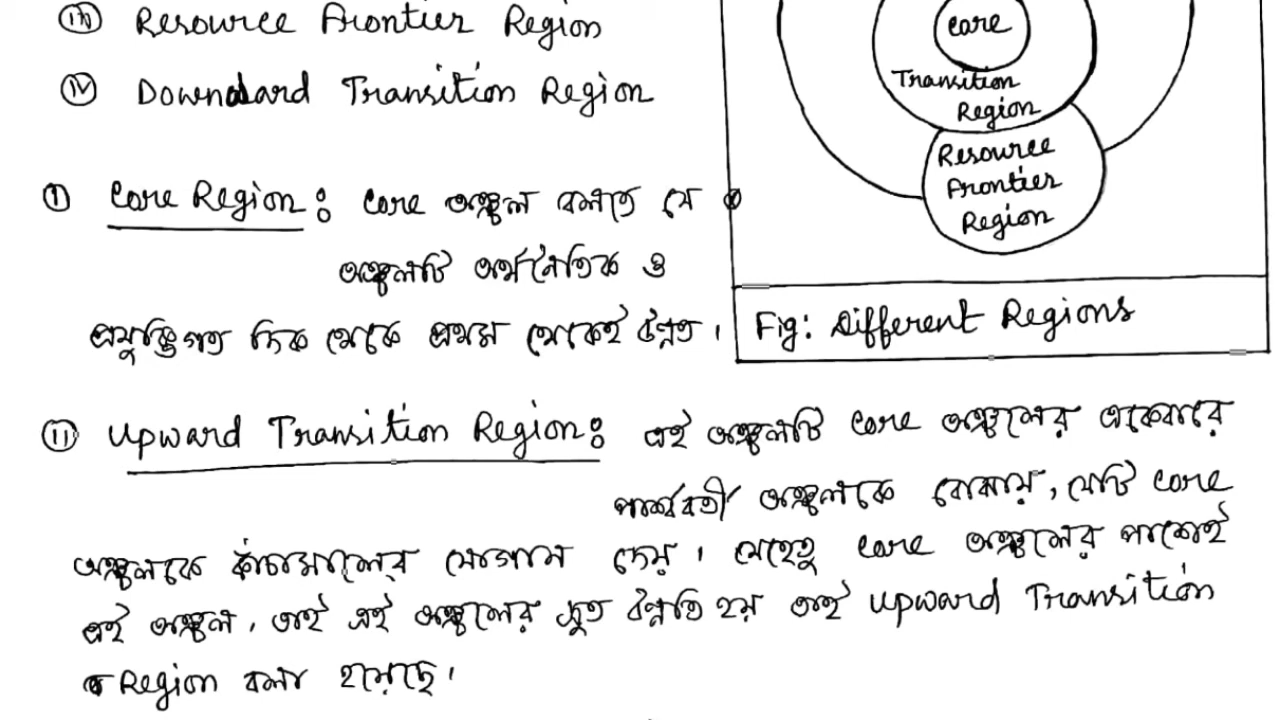 (iii) Resource Frontier Region
(iv) Downward Transition Region
(i) Core Region: Core অঞ্চল বলতে যে
অঞ্চলটি অর্থনৈতিক ও
প্রযুক্তিগত দিক থেকে প্রথম থেকেই উন্নত।
(ii) Upward Transition Region: এই অঞ্চলটি Core অঞ্চলের একেবারে
পার্শ্ববর্তী অঞ্চলকে বোঝায়, যেটি Core
অঞ্চলকে কাঁচামালের যোগান দেয়। যেহেতু Core অঞ্চলের পাশেই
এই অঞ্চল, তাই এই অঞ্চলের দ্রুত উন্নতি হয় তাই Upward Transition
Region বলা হয়েছে।
Core
Transition
Region
Resource
Frontier
Region
Fig: Different Regions